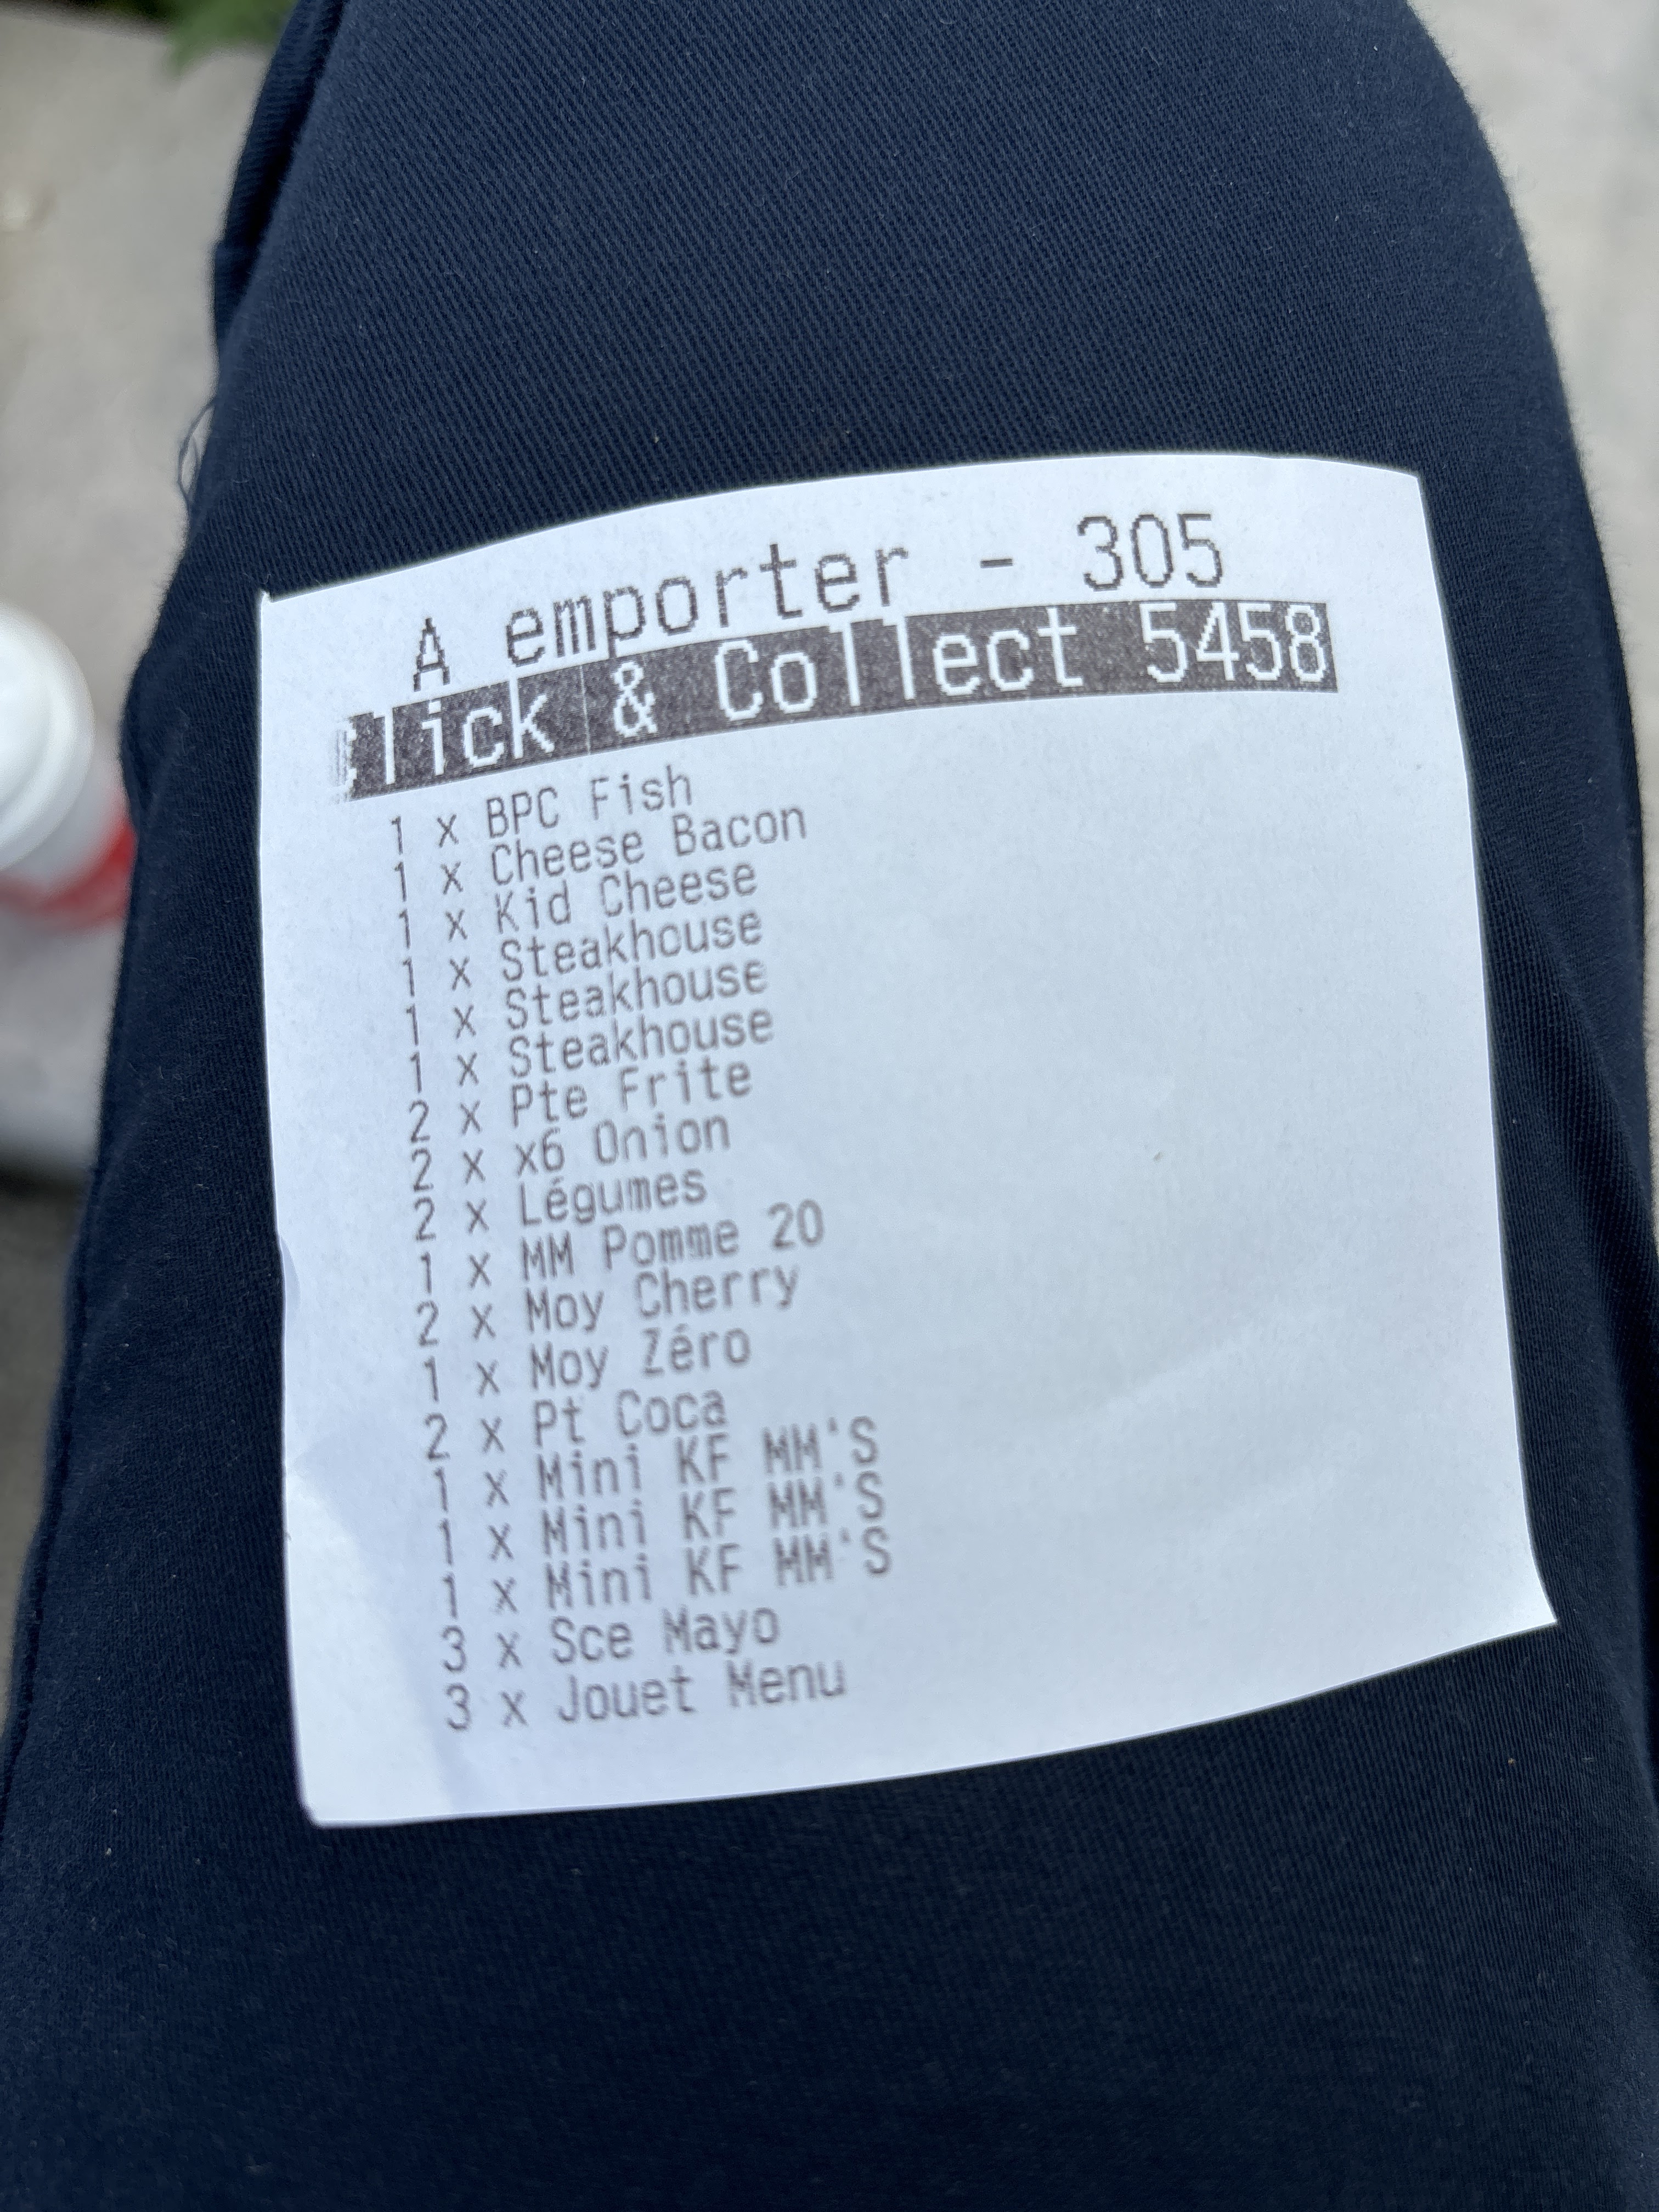 A emporter - 305
Click & Collect 5458
1 x BPC Fish
1 x Cheese Bacon
1 x Kid Cheese
1 x Steakhouse
1 x Steakhouse
1 x Steakhouse
2 x Pte Frite
2 x x6 Onion
2 x Légumes
1 x MM Pomme 20
2 x Moy Cherry
1 x Moy Zéro
2 x Pt Coca
1 x Mini KF MM'S
1 x Mini KF MM'S
1 x Mini KF MM'S
3 x Sce Mayo
3 x Jouet Menu